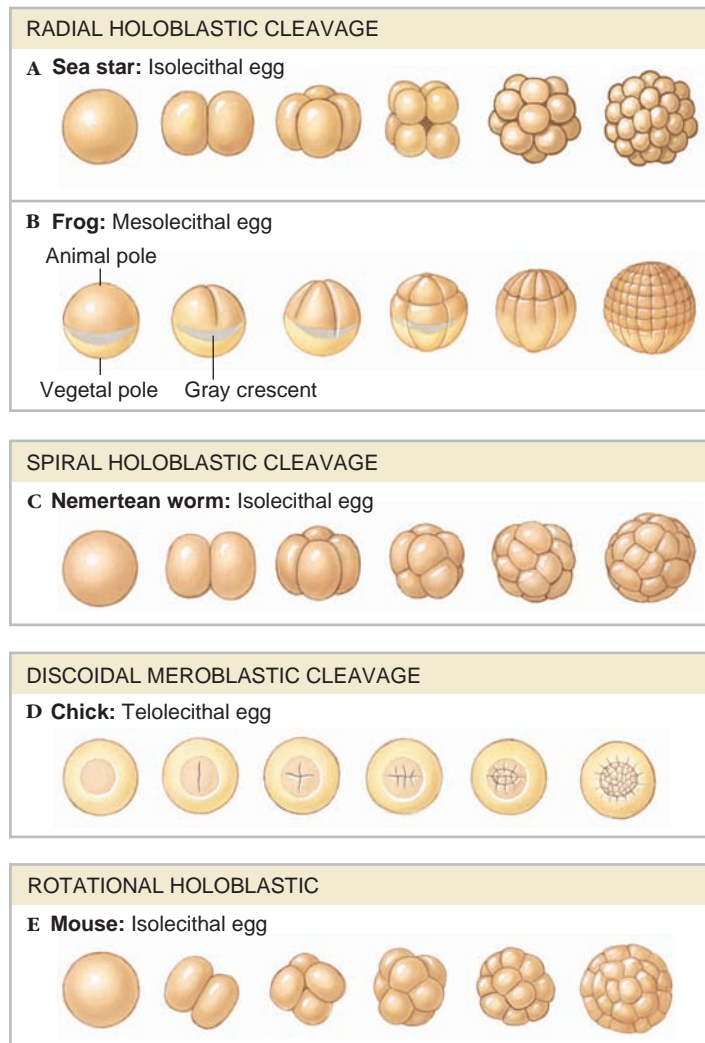 RADIAL HOLOBLASTIC CLEAVAGE
A Sea star: Isolecithal egg
B Frog: Mesolecithal egg
Animal pole
Vegetal pole
Gray crescent
SPIRAL HOLOBLASTIC CLEAVAGE
C Nemertean worm: Isolecithal egg
DISCOIDAL MEROBLASTIC CLEAVAGE
D Chick: Telolecithal egg
ROTATIONAL HOLOBLASTIC
E Mouse: Isolecithal egg